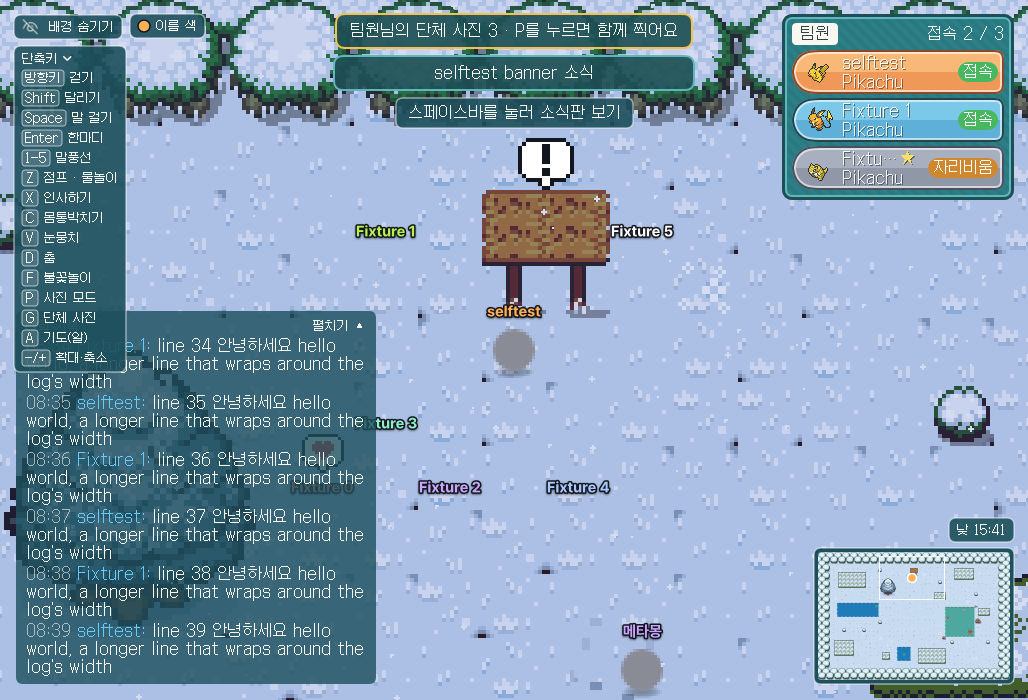 배경 숨기기
이름 색
팀원님의 단체 사진 3 · P를 누르면 함께 찍어요
selftest banner 소식
스페이스바를 눌러 소식판 보기
팀원
접속 2 / 3
selftest
Pikachu
접속
Fixture 1
Pikachu
접속
Fixtu…
Pikachu
자리비움
단축키
방향키 걷기
Shift 달리기
Space 말 걸기
Enter 한마디
1-5 말풍선
Z 점프 · 물놀이
X 인사하기
C 몸통박치기
V 눈뭉치
D 춤
F 불꽃놀이
P 사진 모드
G 단체 사진
A 기도(알)
-/+ 확대·축소
Fixture 1
!
Fixture 5
selftest
펼치기
1: line 34 안녕하세요 hello
longer line that wraps around the
log's width
08:35 selftest: line 35 안녕하세요 hello
world, a longer line that wraps around the
log's width
08:36 Fixture 1: line 36 안녕하세요 hello
world, a longer line that wraps around the
log's width
08:37 selftest: line 37 안녕하세요 hello
world, a longer line that wraps around the
log's width
08:38 Fixture 1: line 38 안녕하세요 hello
world, a longer line that wraps around the
log's width
08:39 selftest: line 39 안녕하세요 hello
world, a longer line that wraps around the
log's width
Fixture 3
Fixture 0
Fixture 2
Fixture 4
메타몽
낮 15:41